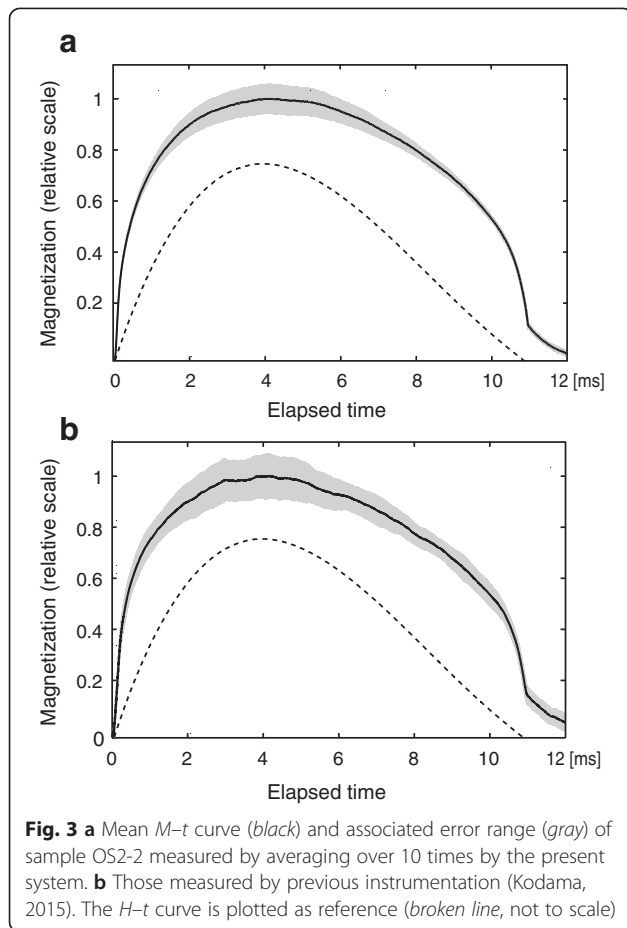 a
Magnetization (relative scale)
1
0.8
0.6
0.4
0.2
0 2 4 6 8 10 12 [ms]
Elapsed time
b
Magnetization (relative scale)
1
0.8
0.6
0.4
0.2
0
0 2 4 6 8 10 12 [ms]
Elapsed time
Fig. 3 a Mean M–t curve (black) and associated error range (gray) of
sample OS2-2 measured by averaging over 10 times by the present
system. b Those measured by previous instrumentation (Kodama,
2015). The H–t curve is plotted as reference (broken line, not to scale)